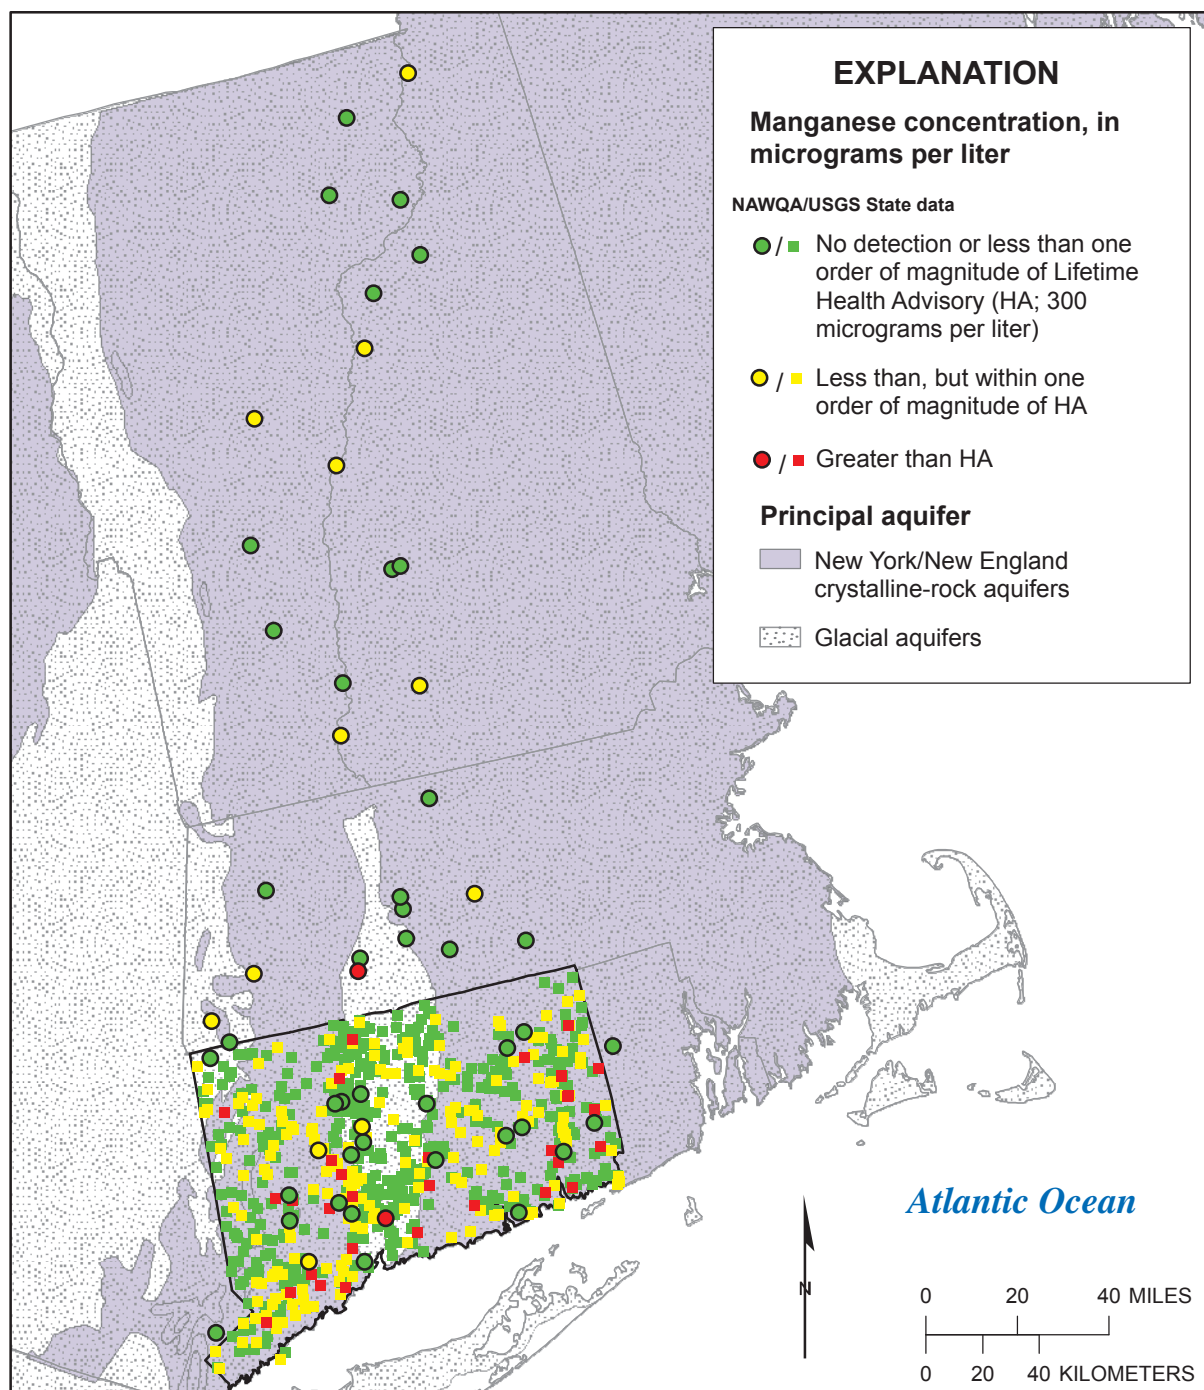 EXPLANATION
Manganese concentration, in
micrograms per liter
NAWQA/USGS State data
/ No detection or less than one
order of magnitude of Lifetime
Health Advisory (HA; 300
micrograms per liter)
/ Less than, but within one
order of magnitude of HA
/ Greater than HA
Principal aquifer
New York/New England
crystalline-rock aquifers
Glacial aquifers
Atlantic Ocean
N
0 20 40 MILES
0 20 40 KILOMETERS